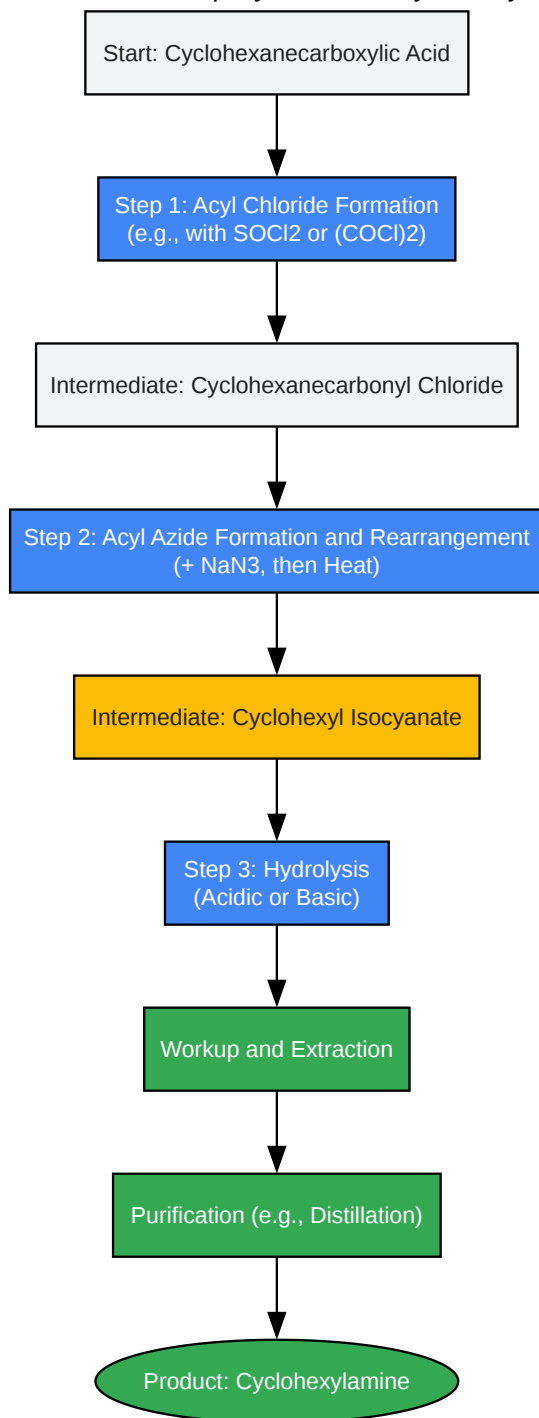 Start: Cyclohexanecarboxylic Acid
Step 1: Acyl Chloride Formation
(e.g., with SOCl2 or (COCl)2)
Intermediate: Cyclohexanecarbonyl Chloride
Step 2: Acyl Azide Formation and Rearrangement
(+ NaN3, then Heat)
Intermediate: Cyclohexyl Isocyanate
Step 3: Hydrolysis
(Acidic or Basic)
Workup and Extraction
Purification (e.g., Distillation)
Product: Cyclohexylamine